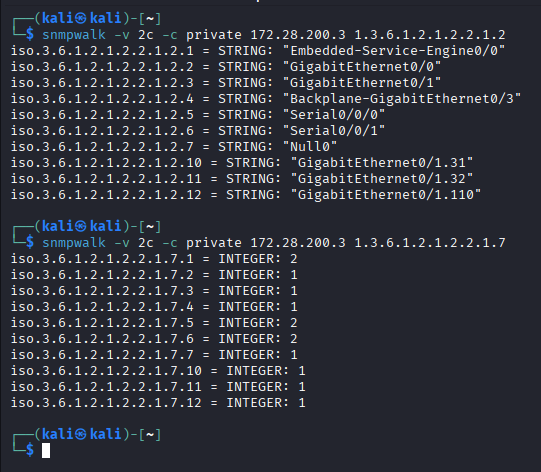 ┌──(kali㉿kali)-[~]
└─$ snmpwalk -v 2c -c private 172.28.200.3 1.3.6.1.2.1.2.2.1.2
iso.3.6.1.2.1.2.2.1.2.1 = STRING: "Embedded-Service-Engine0/0"
iso.3.6.1.2.1.2.2.1.2.2 = STRING: "GigabitEthernet0/0"
iso.3.6.1.2.1.2.2.1.2.3 = STRING: "GigabitEthernet0/1"
iso.3.6.1.2.1.2.2.1.2.4 = STRING: "Backplane-GigabitEthernet0/3"
iso.3.6.1.2.1.2.2.1.2.5 = STRING: "Serial0/0/0"
iso.3.6.1.2.1.2.2.1.2.6 = STRING: "Serial0/0/1"
iso.3.6.1.2.1.2.2.1.2.7 = STRING: "Null0"
iso.3.6.1.2.1.2.2.1.2.10 = STRING: "GigabitEthernet0/1.31"
iso.3.6.1.2.1.2.2.1.2.11 = STRING: "GigabitEthernet0/1.32"
iso.3.6.1.2.1.2.2.1.2.12 = STRING: "GigabitEthernet0/1.110"
┌──(kali㉿kali)-[~]
└─$ snmpwalk -v 2c -c private 172.28.200.3 1.3.6.1.2.1.2.2.1.7
iso.3.6.1.2.1.2.2.1.7.1 = INTEGER: 2
iso.3.6.1.2.1.2.2.1.7.2 = INTEGER: 1
iso.3.6.1.2.1.2.2.1.7.3 = INTEGER: 1
iso.3.6.1.2.1.2.2.1.7.4 = INTEGER: 1
iso.3.6.1.2.1.2.2.1.7.5 = INTEGER: 2
iso.3.6.1.2.1.2.2.1.7.6 = INTEGER: 2
iso.3.6.1.2.1.2.2.1.7.7 = INTEGER: 1
iso.3.6.1.2.1.2.2.1.7.10 = INTEGER: 1
iso.3.6.1.2.1.2.2.1.7.11 = INTEGER: 1
iso.3.6.1.2.1.2.2.1.7.12 = INTEGER: 1
┌──(kali㉿kali)-[~]
└─$